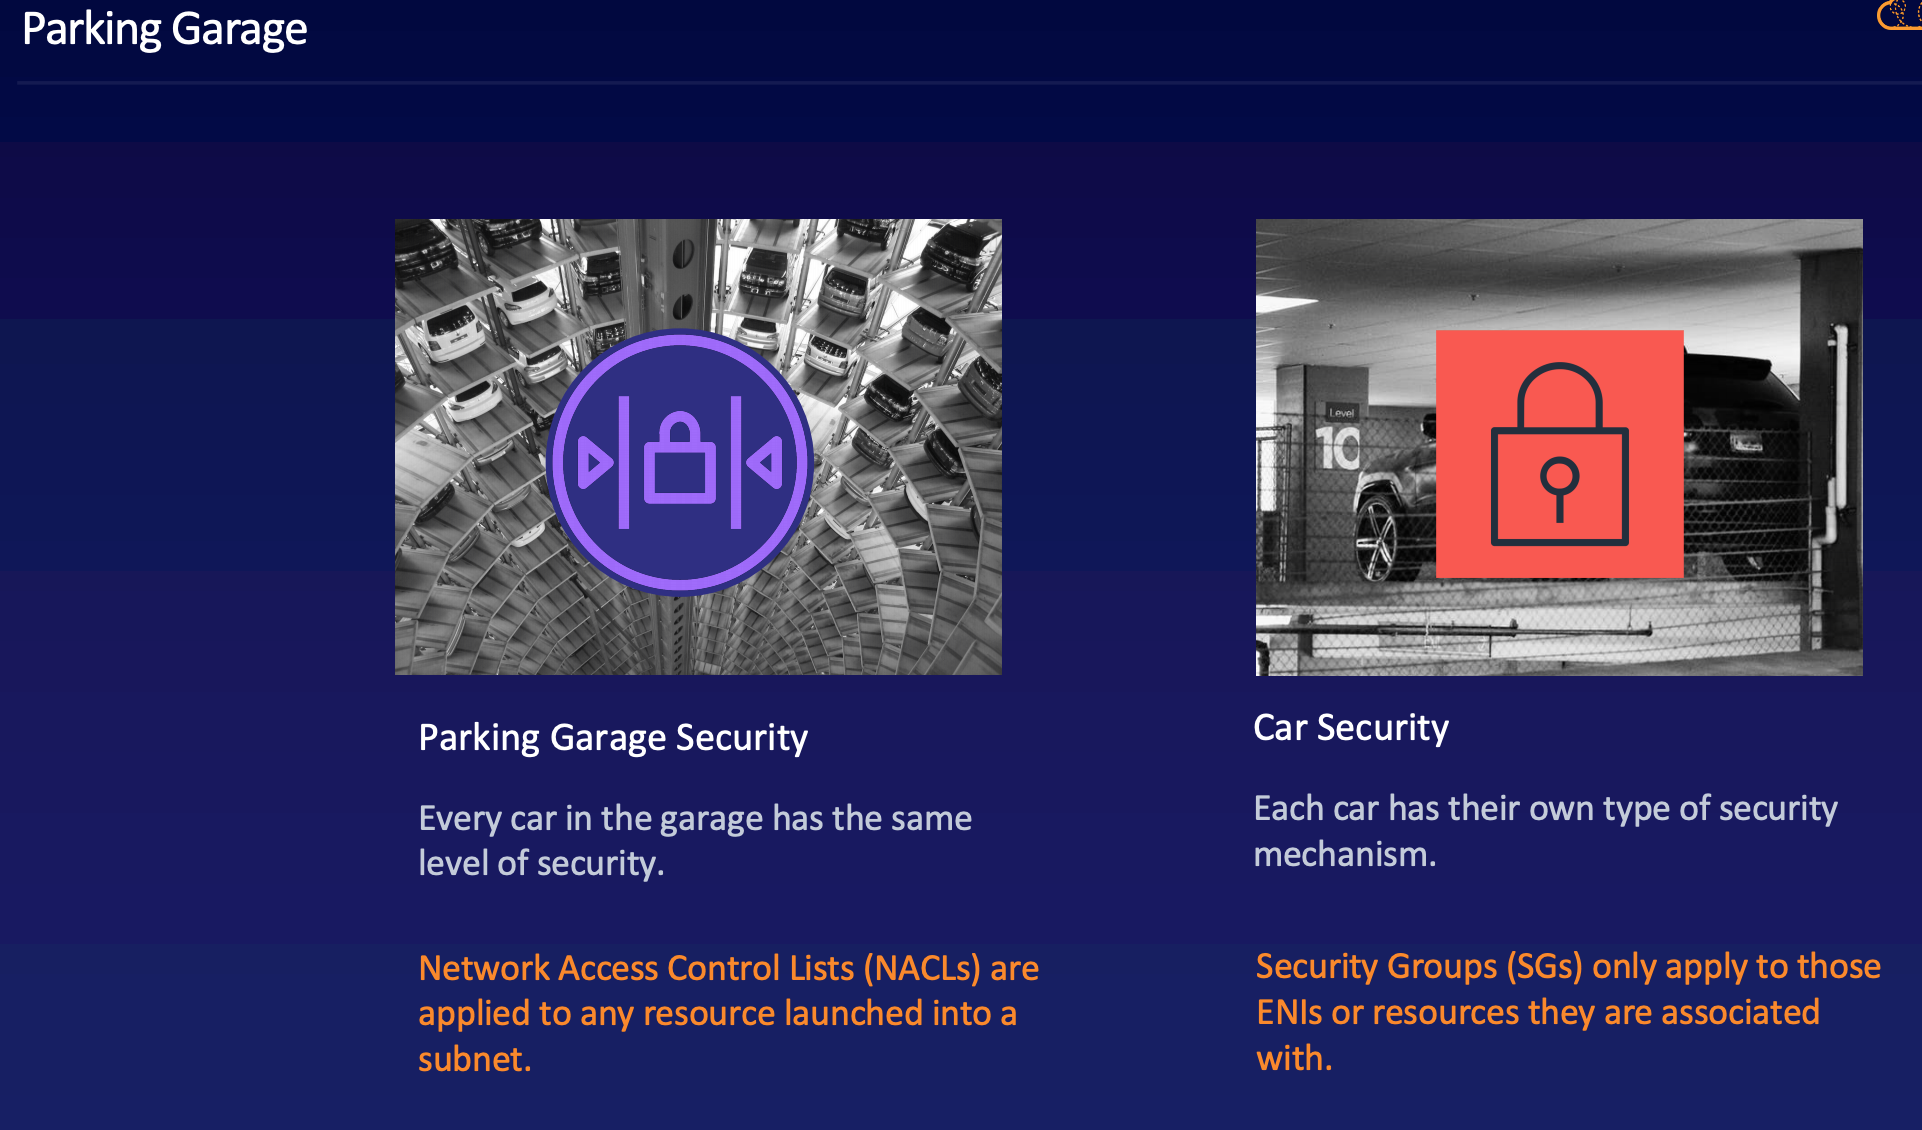 Parking Garage
Level
10
Parking Garage Security
Every car in the garage has the same
level of security.
Network Access Control Lists (NACLs) are
applied to any resource launched into a
subnet.
Car Security
Each car has their own type of security
mechanism.
Security Groups (SGs) only apply to those
ENIs or resources they are associated
with.